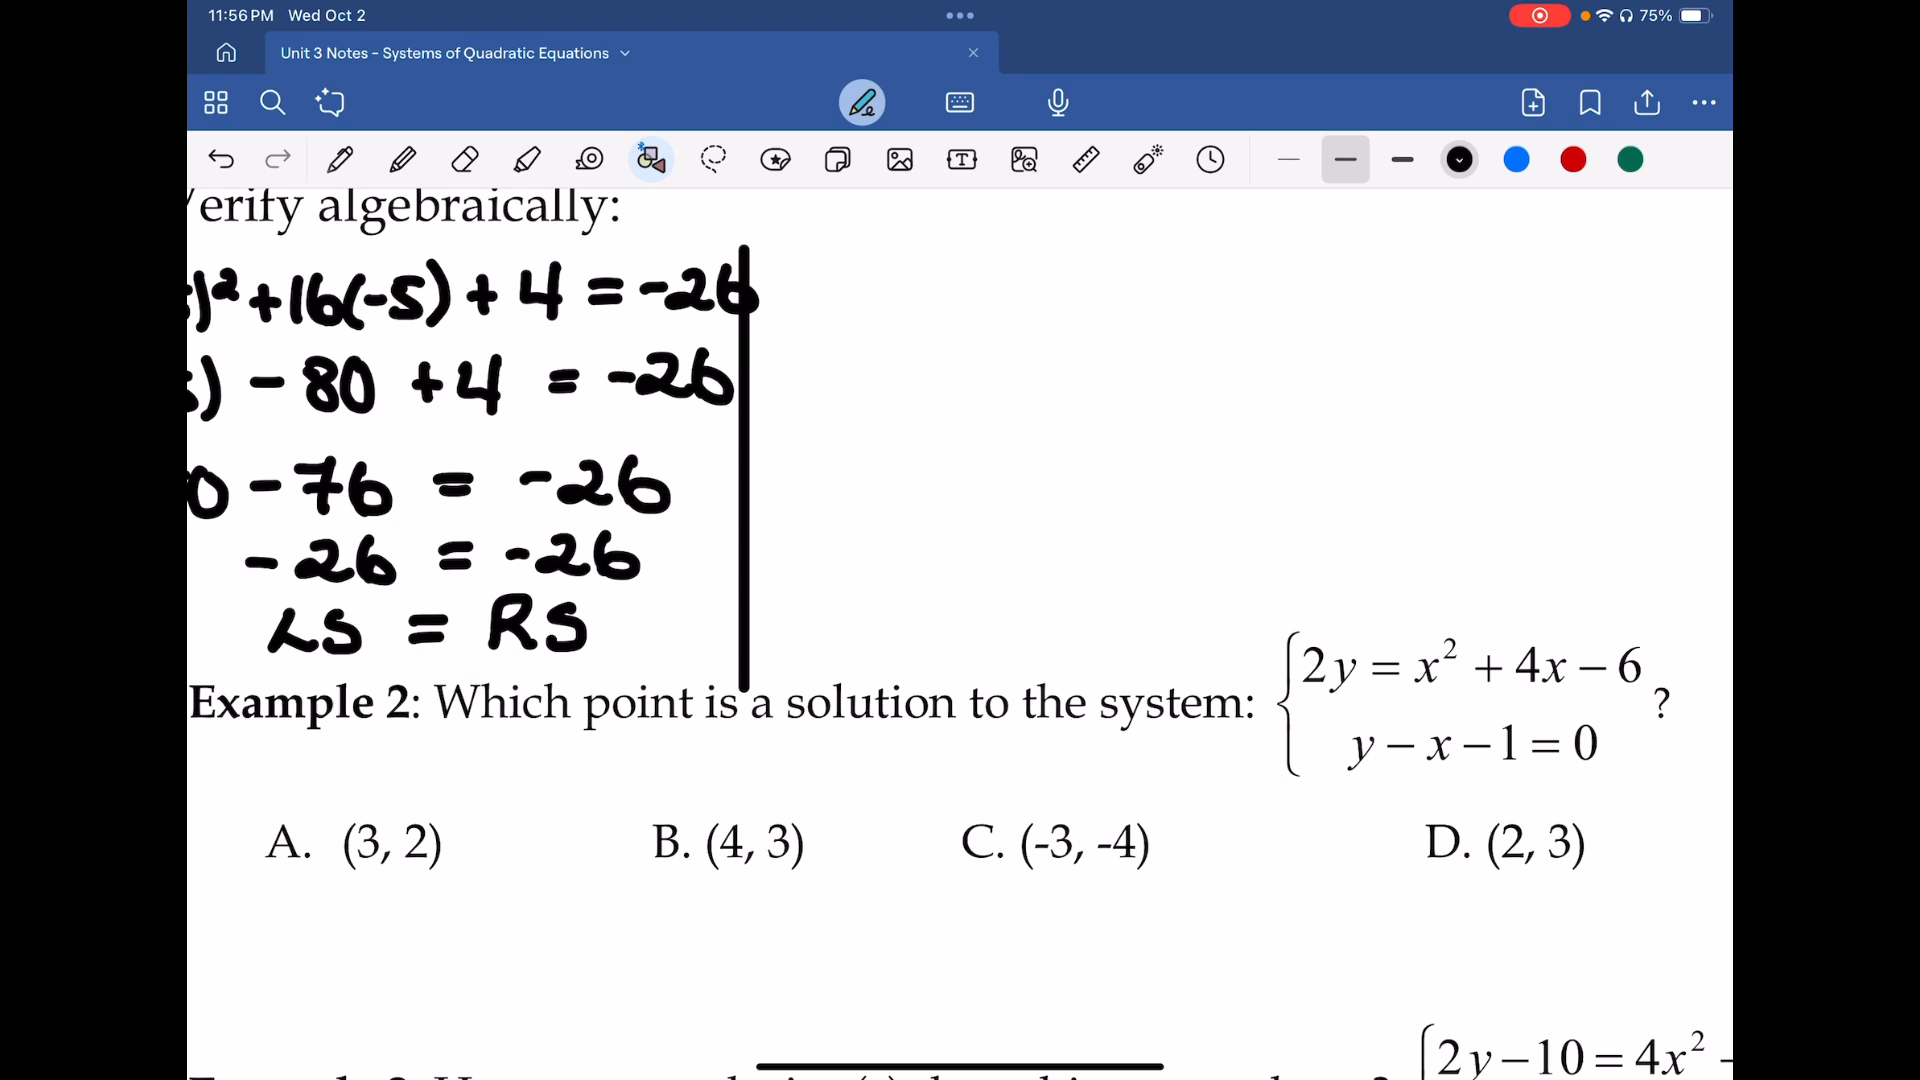 11:56 PM Wed Oct 2
75%
Unit 3 Notes - Systems of Quadratic Equations
erify algebraically:
)² + 16(-5) + 4 = -26
) - 80 + 4 = -26
0 - 76 = -26
-26 = -26
LS = RS
Example 2: Which point is a solution to the system: { 2y = x² + 4x − 6
y − x − 1 = 0 ?
A. (3, 2) B. (4, 3) C. (-3, -4) D. (2, 3)
2y − 10 = 4x² −